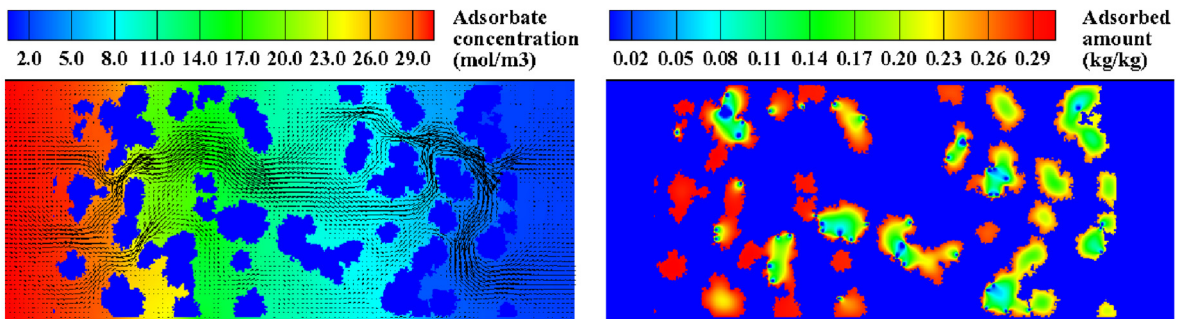 Adsorbate
concentration
(mol/m3)
2.0 5.0 8.0 11.0 14.0 17.0 20.0 23.0 26.0 29.0
Adsorbed
amount
(kg/kg)
0.02 0.05 0.08 0.11 0.14 0.17 0.20 0.23 0.26 0.29